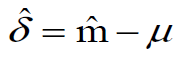 δ̂ = m̂ − μ